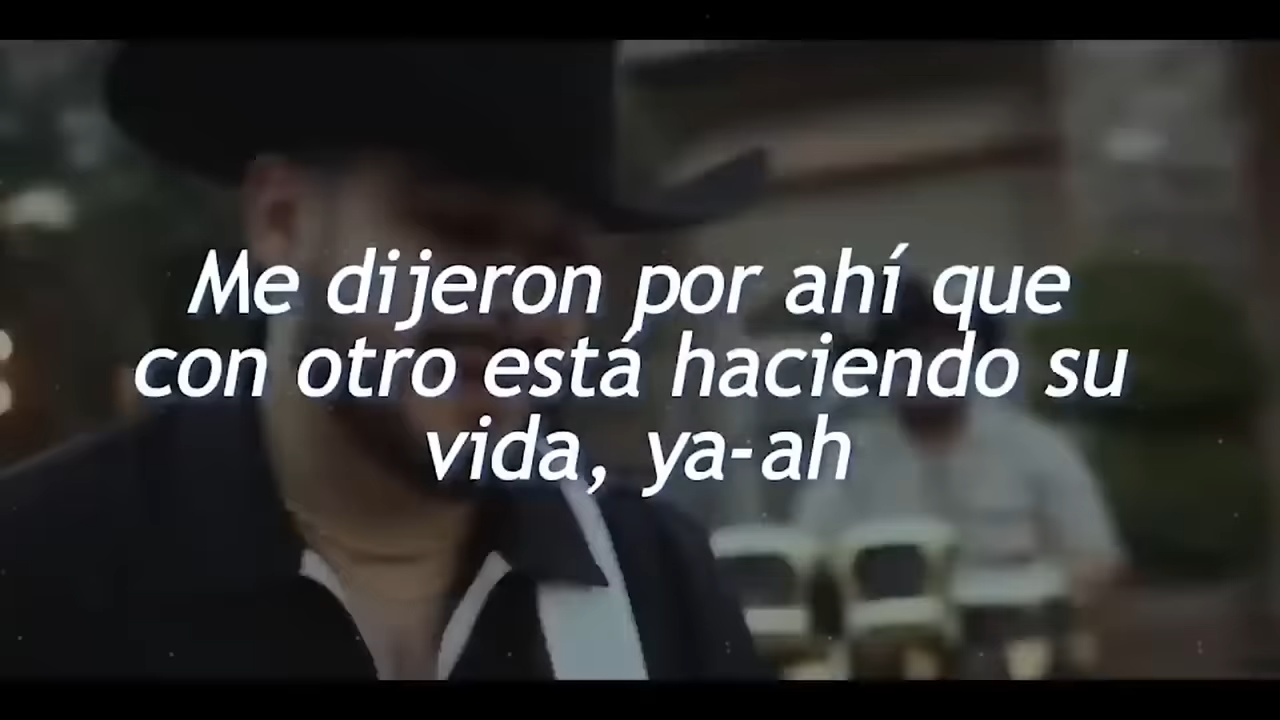 Me dijeron por ahí que
con otro está haciendo su
vida, ya-ah